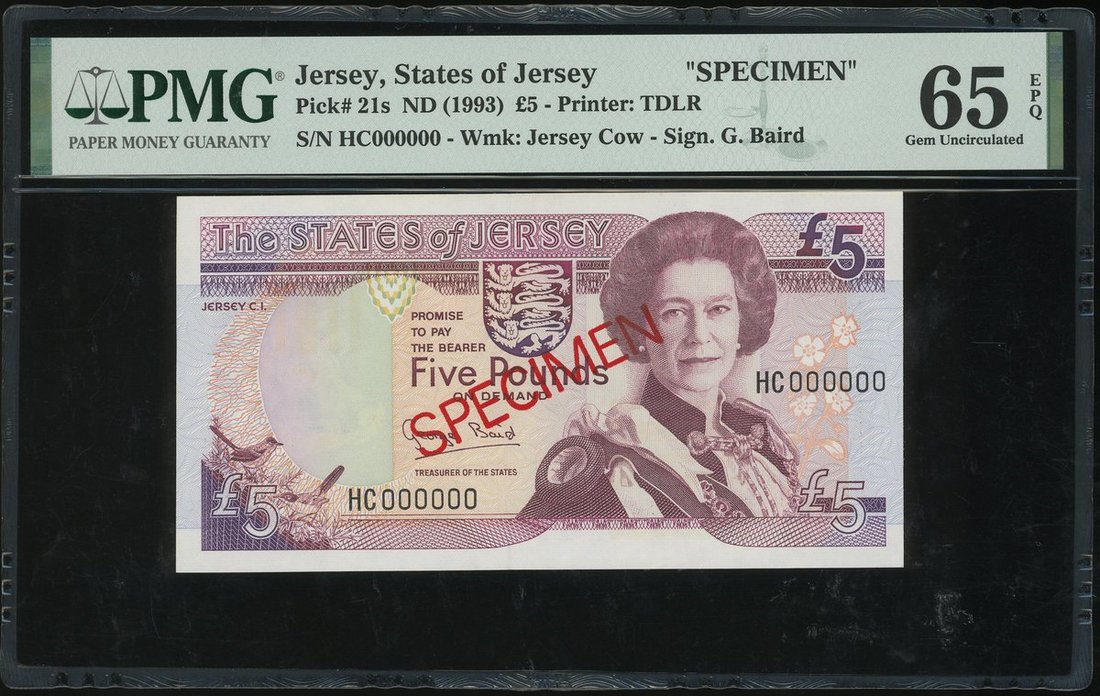 PMG®
PAPER MONEY GUARANTY
Jersey, States of Jersey "SPECIMEN"
Pick# 21s ND (1993) £5 - Printer: TDLR
S/N HC000000 - Wmk: Jersey Cow - Sign. G. Baird
65 EPQ
Gem Uncirculated
The STATES of JERSEY
£5
JERSEY C.I.
PROMISE
TO PAY
THE BEARER
Five Pounds
ON DEMAND
SPECIMEN
George Baird
TREASURER OF THE STATES
HC000000
HC000000
£5
£5